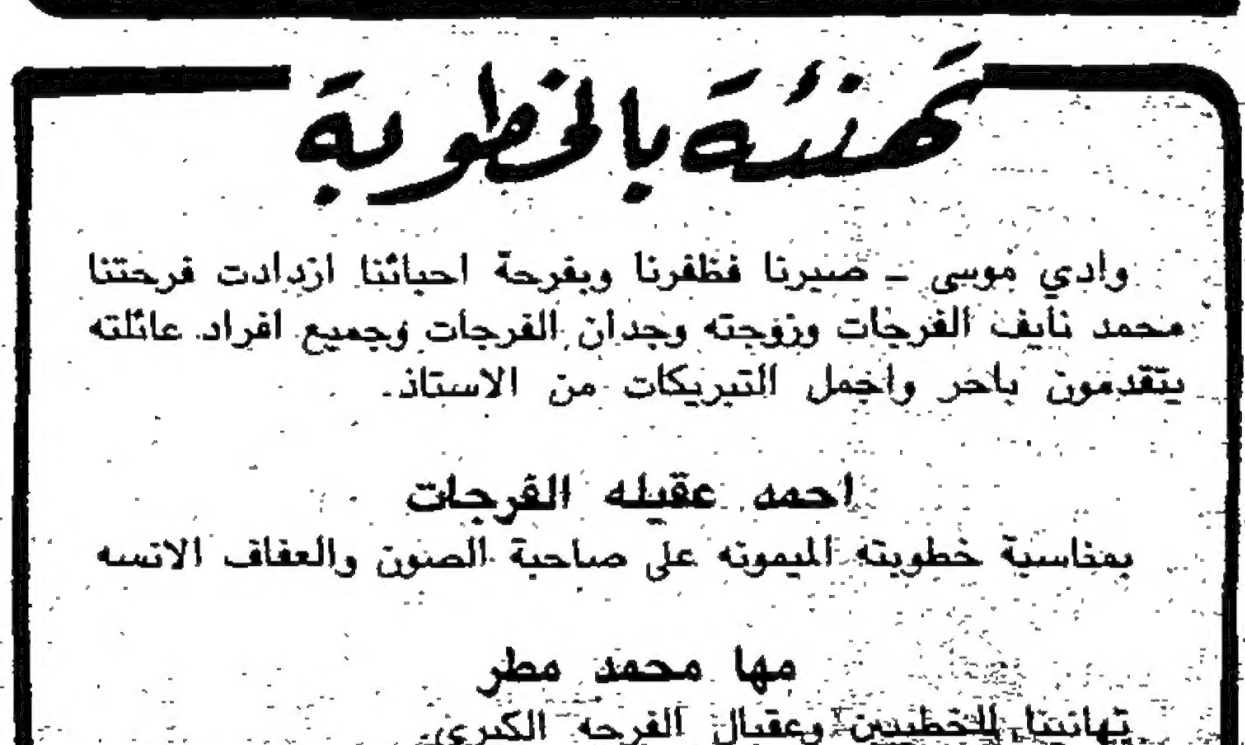 تهنئة بالخطوبة
وادي موسى - صبرنا فظفرنا وبفرحة احبائنا ازدادت فرحتنا
محمد نايف الفرجات وزوجته وجدان الفرجات وجميع افراد عائلته
يتقدمون باحر واجمل التبريكات من الاستاذ.
احمد عقيله الفرجات
بمناسبة خطوبته الميمونه على صاحبة الصون والعفاف الانسه
مها محمد مطر
تهانينا للخطيبين وعقبال الفرحه الكبرى.